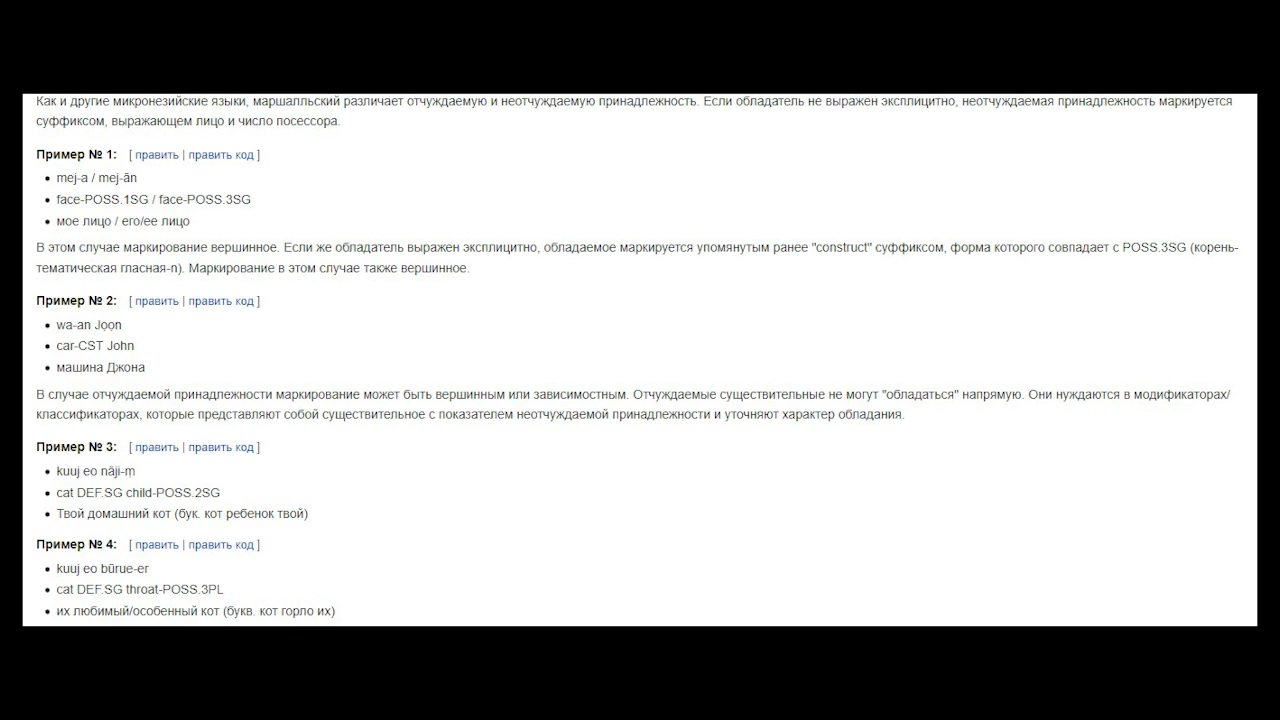 Как и другие микронезийские языки, маршалльский различает отчуждаемую и неотчуждаемую принадлежность. Если обладатель не выражен эксплицитно, неотчуждаемая принадлежность маркируется
суффиксом, выражающем лицо и число посессора.
Пример № 1: [ править | править код ]
• mej-a / mej-ān
• face-POSS.1SG / face-POSS.3SG
• мое лицо / его/ее лицо
В этом случае маркирование вершинное. Если же обладатель выражен эксплицитно, обладаемое маркируется упомянутым ранее "construct" суффиксом, форма которого совпадает с POSS.3SG (корень-
тематическая гласная-n). Маркирование в этом случае также вершинное.
Пример № 2: [ править | править код ]
• wa-an Jọọn
• car-CST John
• машина Джона
В случае отчуждаемой принадлежности маркирование может быть вершинным или зависимостным. Отчуждаемые существительные не могут "обладаться" напрямую. Они нуждаются в модификаторах/
классификаторах, которые представляют собой существительное с показателем неотчуждаемой принадлежности и уточняют характер обладания.
Пример № 3: [ править | править код ]
• kuuj eo nāji-ṃ
• cat DEF.SG child-POSS.2SG
• Твой домашний кот (бук. кот ребенок твой)
Пример № 4: [ править | править код ]
• kuuj eo būrue-er
• cat DEF.SG throat-POSS.3PL
• их любимый/особенный кот (букв. кот горло их)